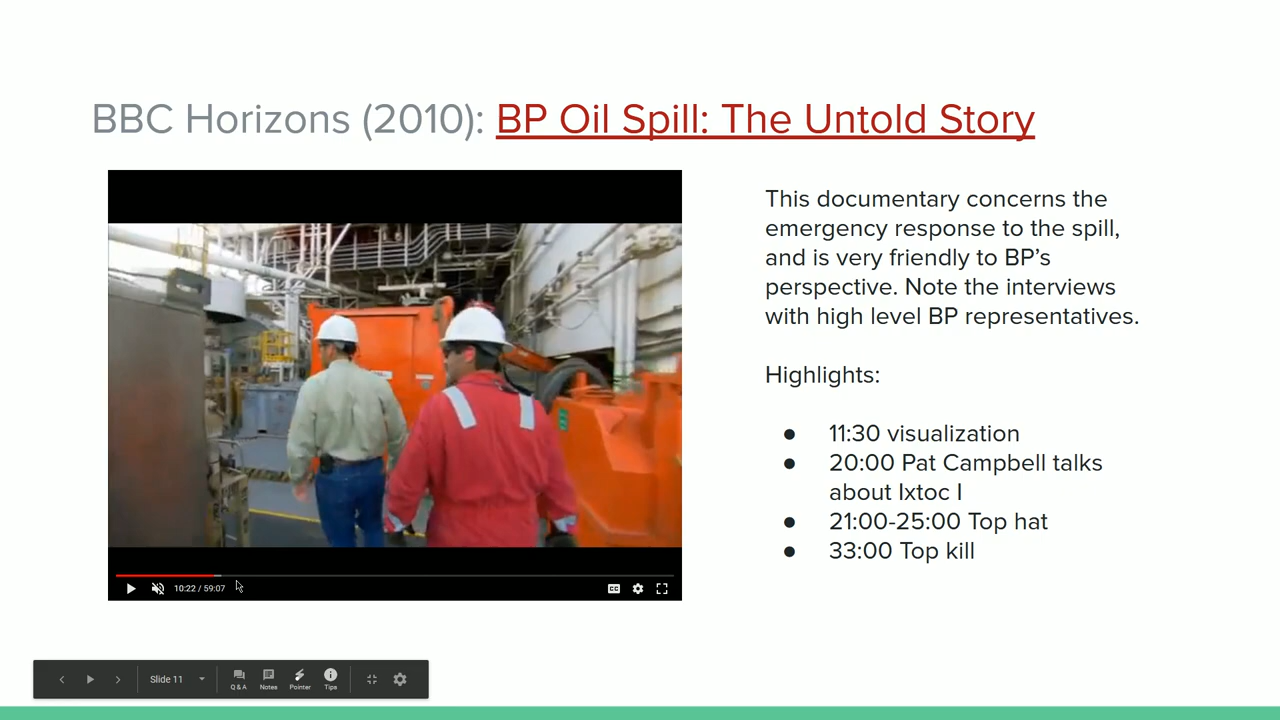 BBC Horizons (2010): BP Oil Spill: The Untold Story
This documentary concerns the
emergency response to the spill,
and is very friendly to BP’s
perspective. Note the interviews
with high level BP representatives.
Highlights:
● 11:30 visualization
● 20:00 Pat Campbell talks
about Ixtoc I
● 21:00-25:00 Top hat
● 33:00 Top kill
10:22 / 59:07
CC
Slide 11
Q & A
Notes
Pointer
Tips